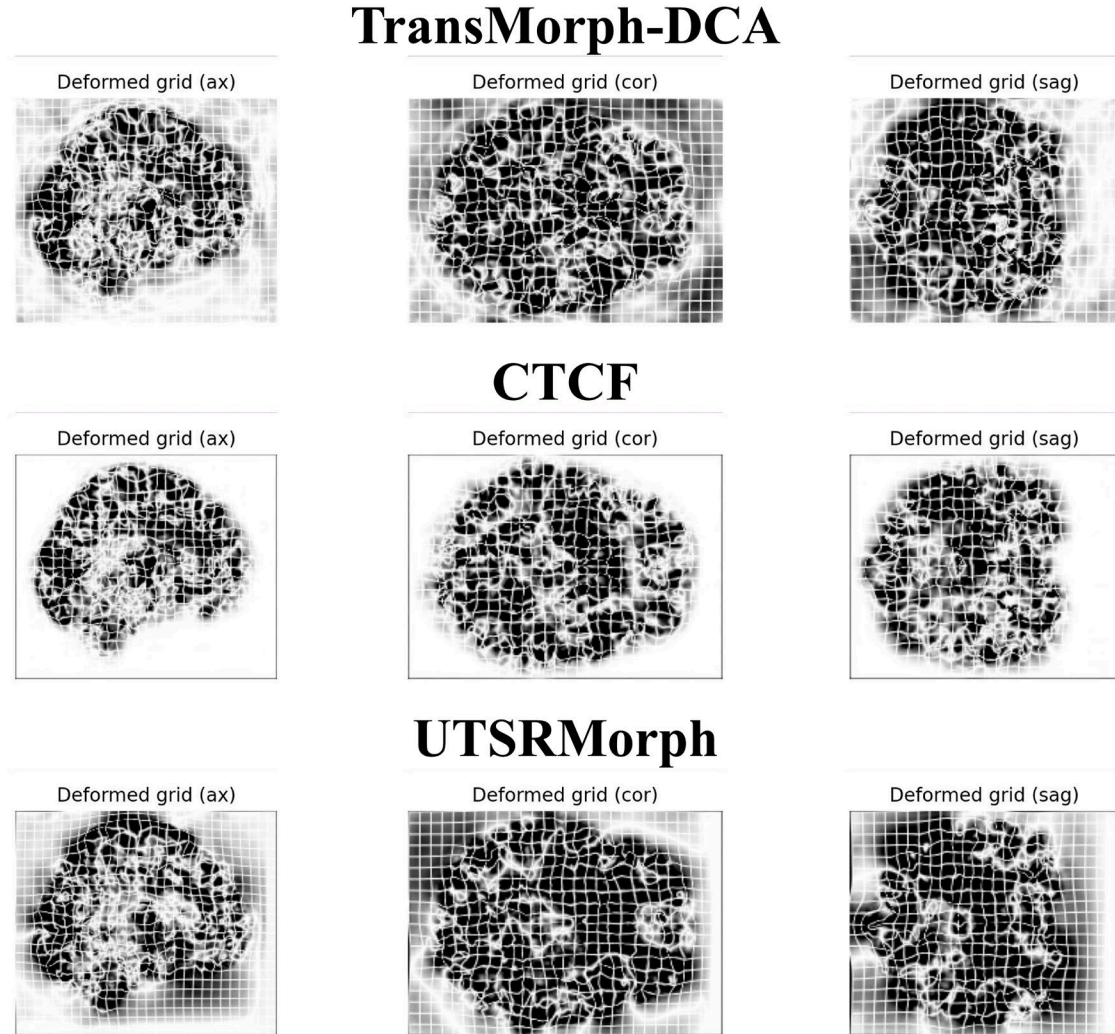 TransMorph-DCA
Deformed grid (ax) Deformed grid (cor) Deformed grid (sag)
CTCF
Deformed grid (ax) Deformed grid (cor) Deformed grid (sag)
UTSRMorph
Deformed grid (ax) Deformed grid (cor) Deformed grid (sag)